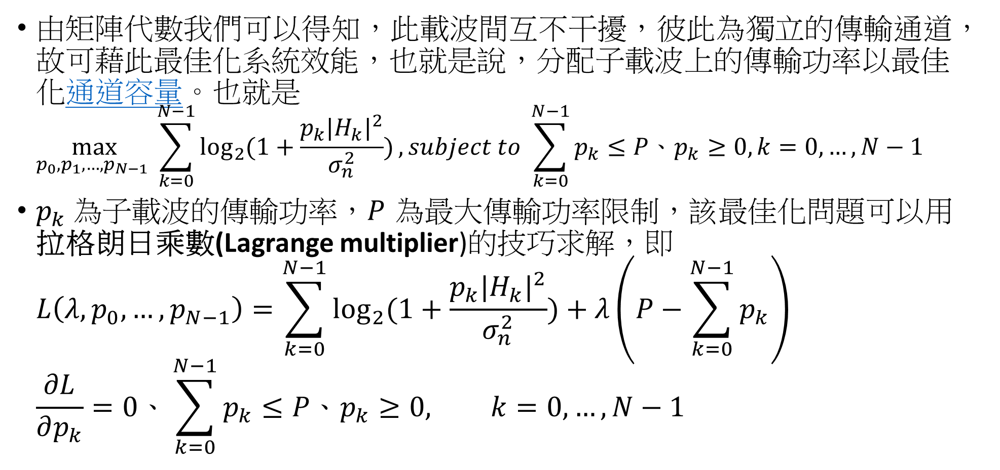 • 由矩陣代數我們可以得知，此載波間互不干擾，彼此為獨立的傳輸通道，
故可藉此最佳化系統效能，也就是說，分配子載波上的傳輸功率以最佳
化通道容量。也就是
$\max_{p_0,p_1,\ldots,p_{N-1}} \sum_{k=0}^{N-1} \log_2(1+\frac{p_k|H_k|^2}{\sigma_n^2}), subject\ to \sum_{k=0}^{N-1} p_k \leq P、p_k \geq 0, k=0,\ldots,N-1$
• $p_k$ 為子載波的傳輸功率，$P$ 為最大傳輸功率限制，該最佳化問題可以用
拉格朗日乘數(Lagrange multiplier)的技巧求解，即
$L(\lambda,p_0,\ldots,p_{N-1}) = \sum_{k=0}^{N-1} \log_2(1+\frac{p_k|H_k|^2}{\sigma_n^2}) + \lambda\left(P-\sum_{k=0}^{N-1} p_k\right)$
$\frac{\partial L}{\partial p_k} = 0、\sum_{k=0}^{N-1} p_k \leq P、p_k \geq 0, \quad k=0,\ldots,N-1$